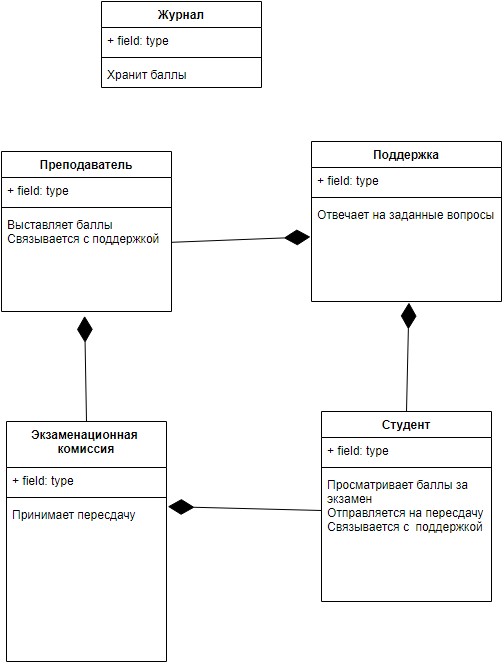 Журнал
+ field: type
Хранит баллы
Преподаватель
+ field: type
Выставляет баллы
Связывается с поддержкой
Поддержка
+ field: type
Отвечает на заданные вопросы
Экзаменационная
комиссия
+ field: type
Принимает пересдачу
Студент
+ field: type
Просматривает баллы за
экзамен
Отправляется на пересдачу
Связывается с  поддержкой